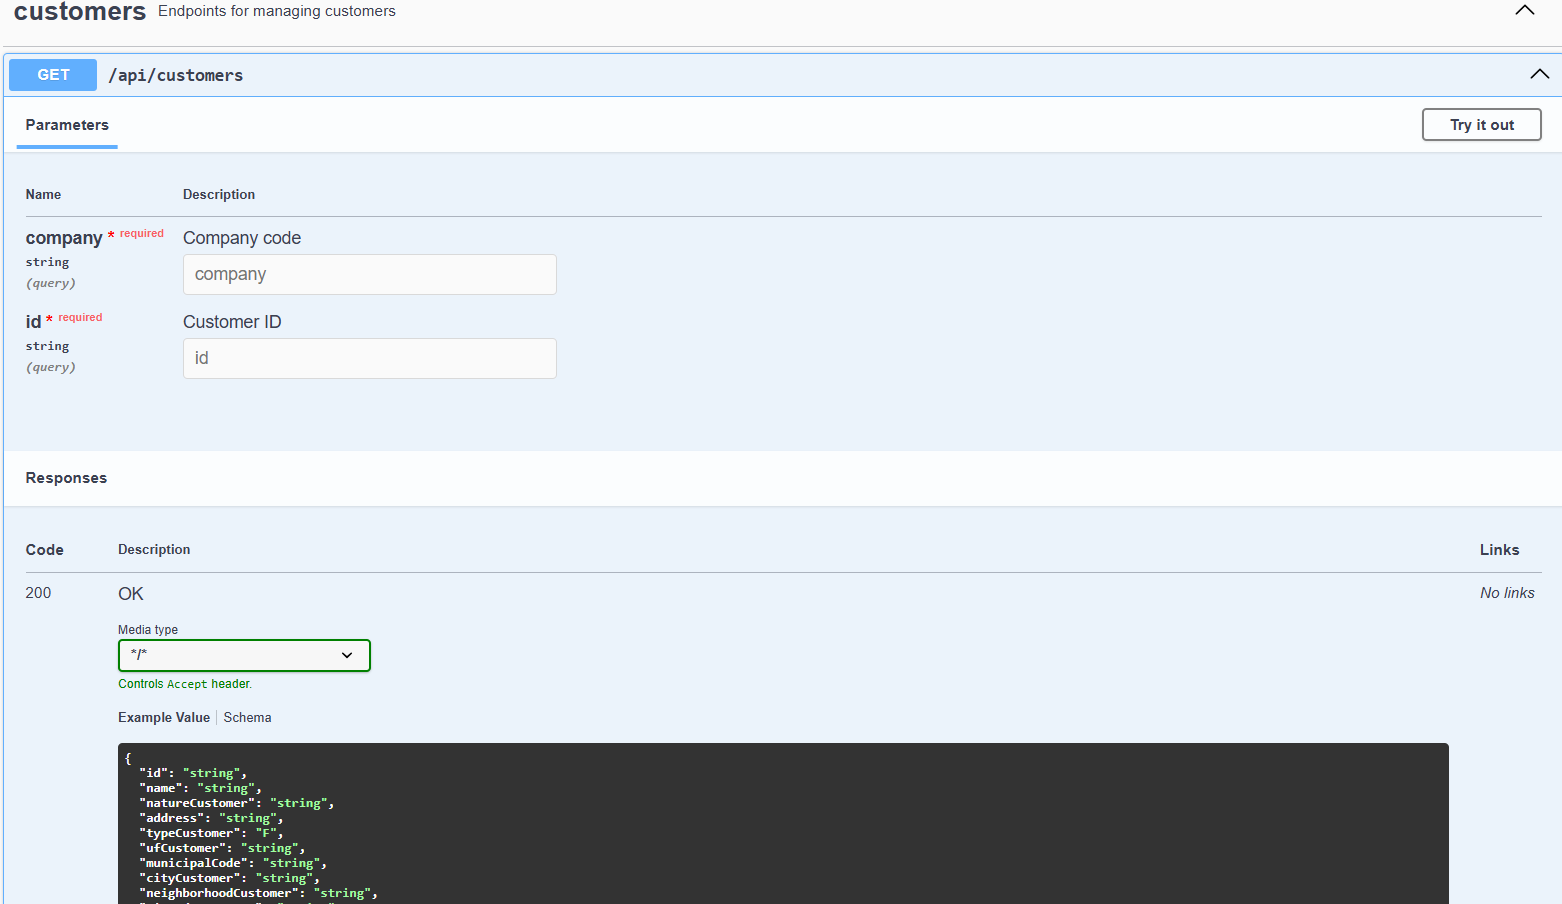 customers Endpoints for managing customers
GET /api/customers
Parameters Try it out
Name Description
company * required Company code
string
(query)
company
id * required Customer ID
string
(query)
id
Responses
Code Description Links
200 OK No links
Media type
*/*
Controls Accept header.
Example Value Schema
{
"id": "string",
"name": "string",
"natureCustomer": "string",
"address": "string",
"typeCustomer": "F",
"ufCustomer": "string",
"municipalCode": "string",
"cityCustomer": "string",
"neighborhoodCustomer": "string",